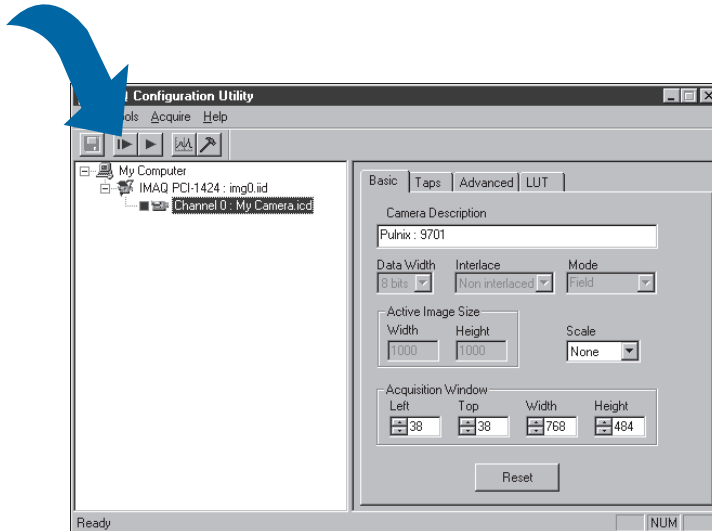 Configuration Utility
Acquire Help
My Computer
IMAQ PCI-1424 : img0.iid
Channel 0 : My Camera.icd
Basic Taps Advanced LUT
Camera Description
Pulnix : 9701
Data Width Interlace Mode
8 bits Non interlaced Field
Active Image Size
Width Height Scale
1000 1000 None
Acquisition Window
Left Top Width Height
38 38 768 484
Reset
Ready NUM